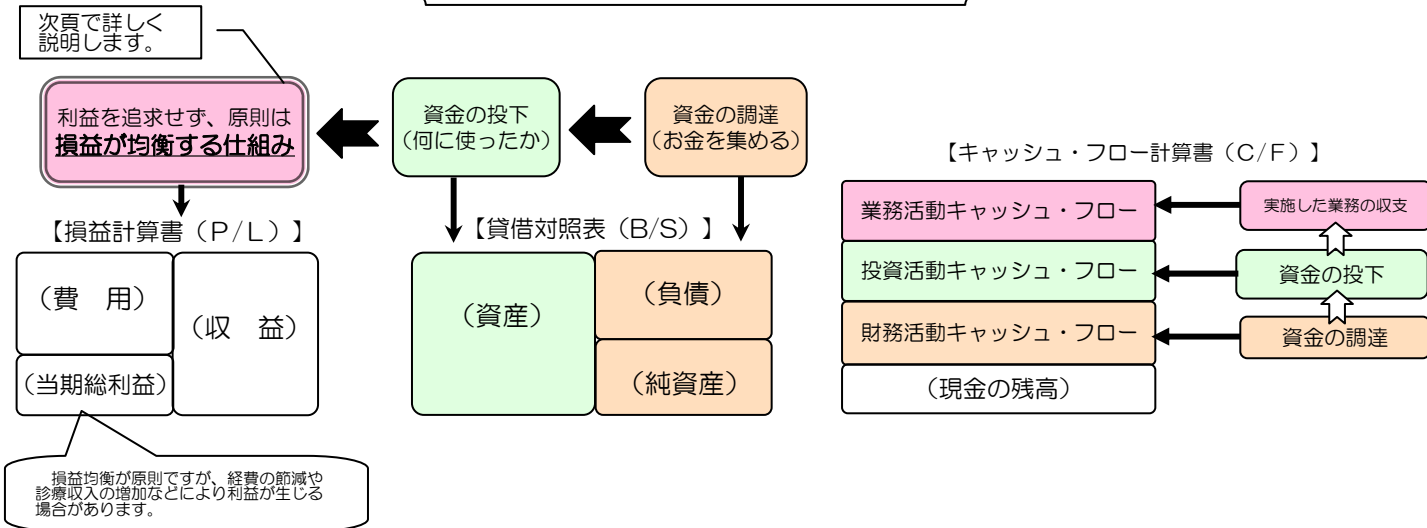 次頁で詳しく
説明します。
利益を追求せず、原則は
損益が均衡する仕組み
資金の投下
(何に使ったか)
資金の調達
(お金を集める)
【損益計算書(P/L)】
(費　用)
(収　益)
(当期総利益)
損益均衡が原則ですが、経費の節減や
診療収入の増加などにより利益が生じる
場合があります。
【貸借対照表(B/S)】
(資産)
(負債)
(純資産)
【キャッシュ・フロー計算書(C/F)】
業務活動キャッシュ・フロー
実施した業務の収支
投資活動キャッシュ・フロー
資金の投下
財務活動キャッシュ・フロー
資金の調達
(現金の残高)